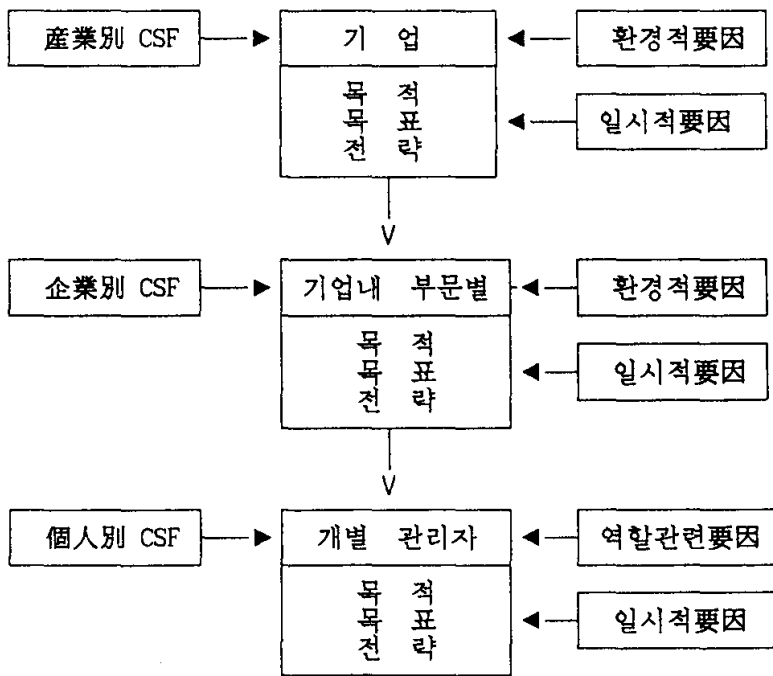 産業別 CSF
기 업
환경적要因
목 적
목 표
전 략
일시적要因
企業別 CSF
기업내 부문별
환경적要因
목 적
목 표
전 략
일시적要因
個人別 CSF
개별 관리자
역할관련要因
목 적
목 표
전 략
일시적要因